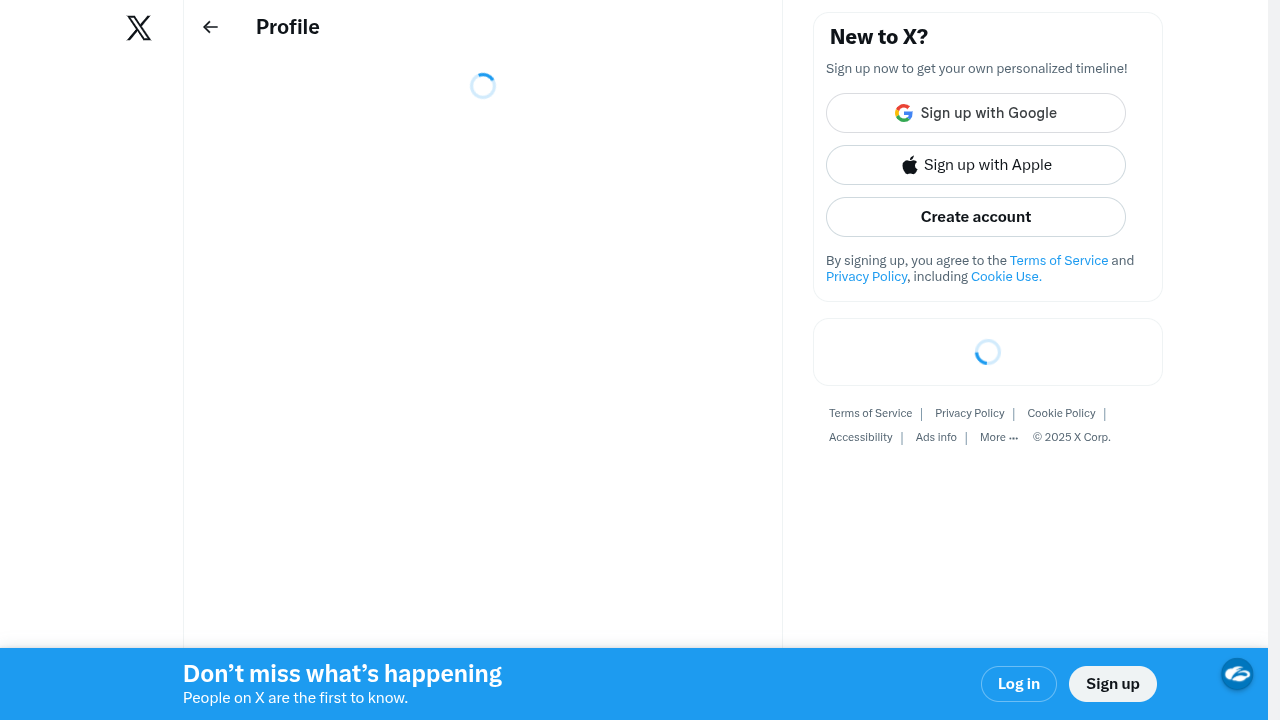 Profile
New to X?
Sign up now to get your own personalized timeline!
Sign up with Google
Sign up with Apple
Create account
By signing up, you agree to the Terms of Service and
Privacy Policy, including Cookie Use.
Terms of Service | Privacy Policy | Cookie Policy |
Accessibility | Ads info | More ··· © 2025 X Corp.
Don’t miss what’s happening
People on X are the first to know.
Log in
Sign up